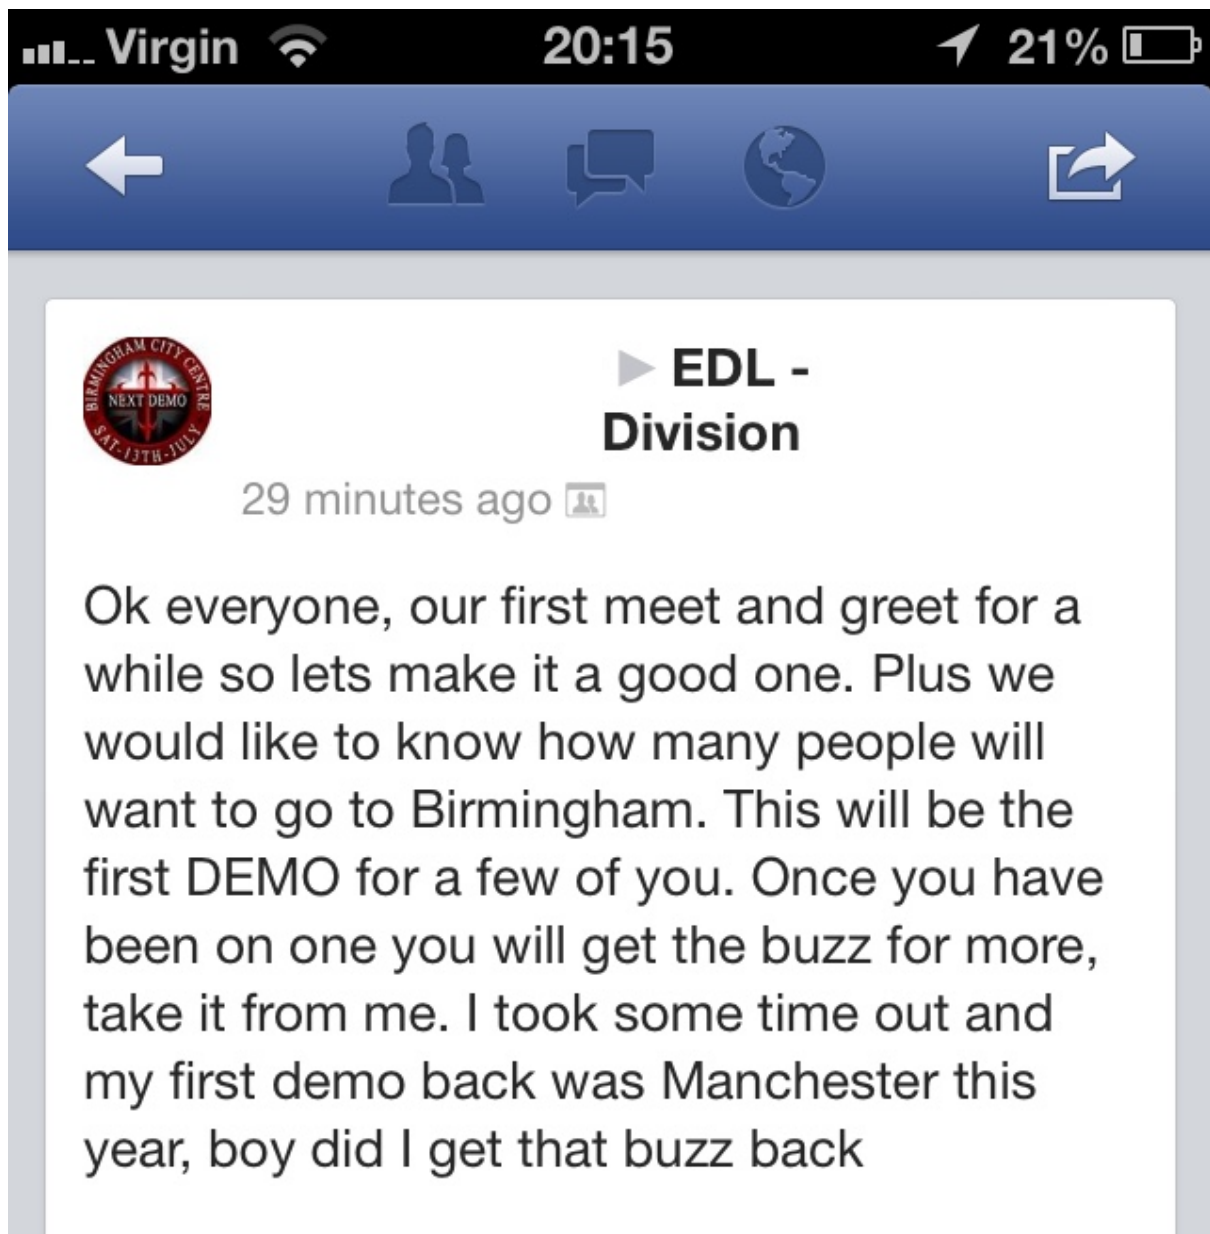 Virgin 20:15 21%
BIRMINGHAM CITY CENTRE
NEXT DEMO
SAT-13TH-JULY
EDL -
Division
29 minutes ago
Ok everyone, our first meet and greet for a
while so lets make it a good one. Plus we
would like to know how many people will
want to go to Birmingham. This will be the
first DEMO for a few of you. Once you have
been on one you will get the buzz for more,
take it from me. I took some time out and
my first demo back was Manchester this
year, boy did I get that buzz back